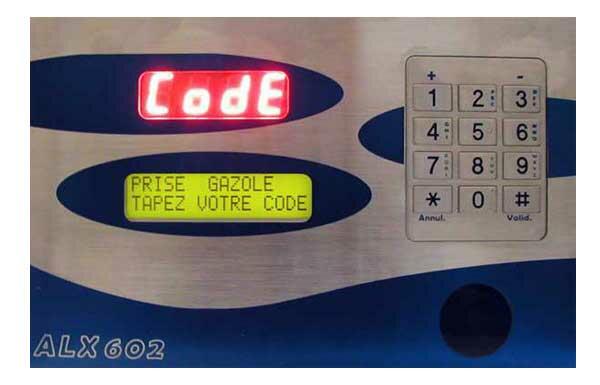 CodE
PRISE GAZOLE
TAPEZ VOTRE CODE
+ -
1 2 3
4 5 6
7 8 9
* 0 #
Annul. Valid.
ALX602